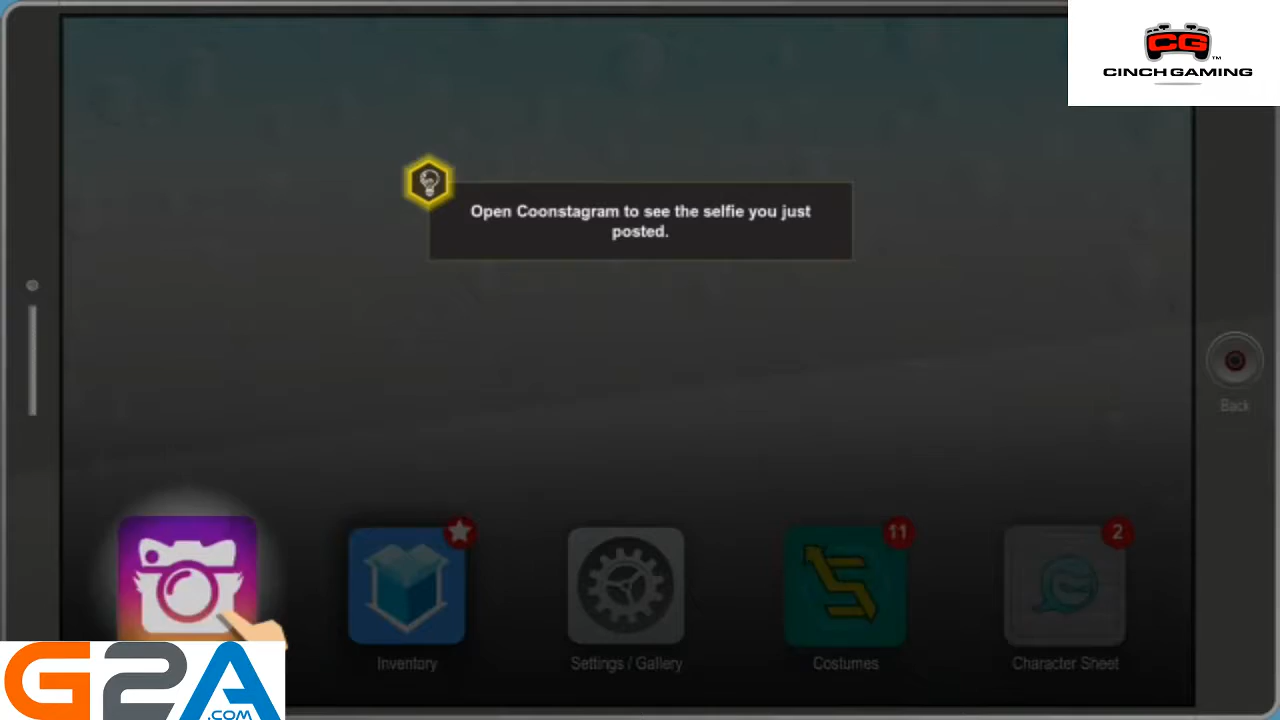 CG™
CINCH GAMING
Open Coonstagram to see the selfie you just
posted.
Back
11
2
Inventory
Settings / Gallery
Costumes
Character Sheet
G2A
.COM